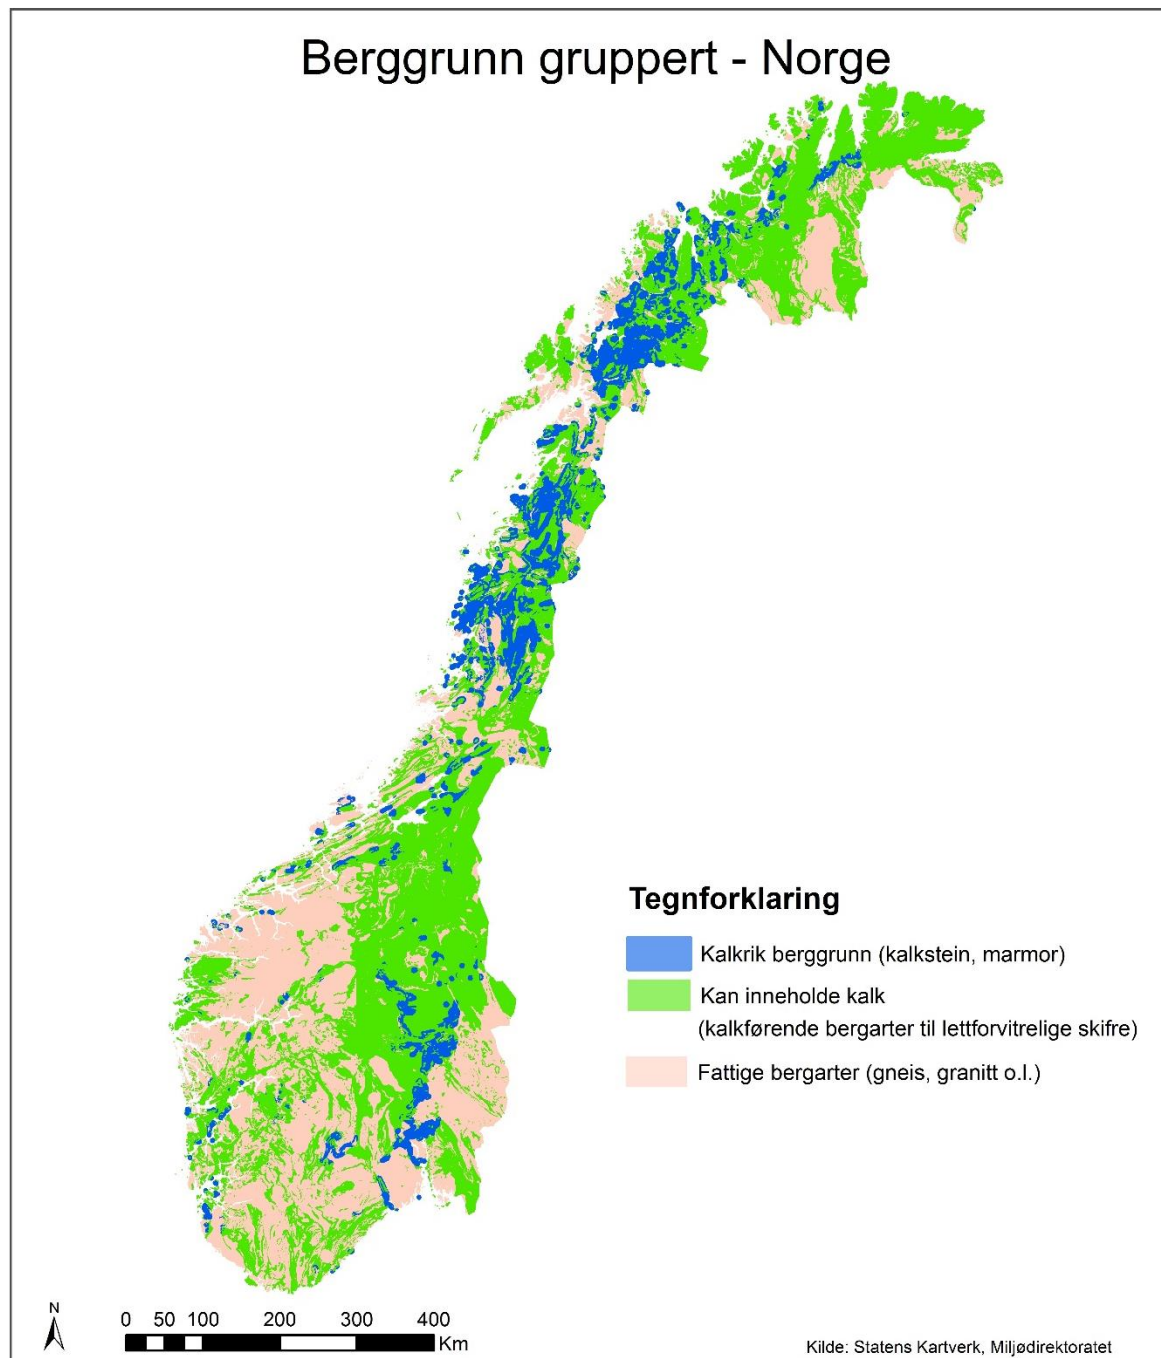 Berggrunn gruppert - Norge
Tegnforklaring
Kalkrik berggrunn (kalkstein, marmor)
Kan inneholde kalk
(kalkførende bergarter til lettforvitrelige skifre)
Fattige bergarter (gneis, granitt o.l.)
N
0 50 100 200 300 400
Km
Kilde: Statens Kartverk, Miljødirektoratet